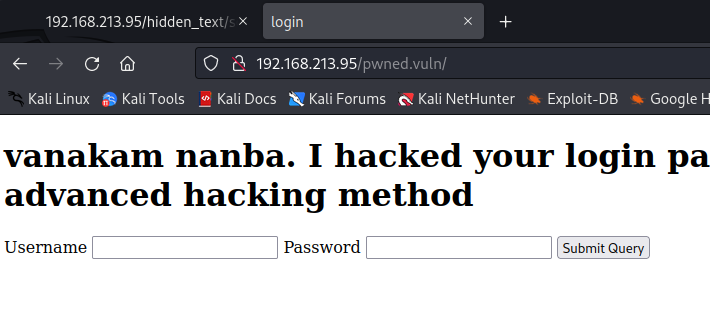 192.168.213.95/hidden_text/s
login
192.168.213.95/pwned.vuln/
Kali Linux Kali Tools Kali Docs Kali Forums Kali NetHunter Exploit-DB Google H
vanakam nanba. I hacked your login pa
advanced hacking method
Username Password Submit Query